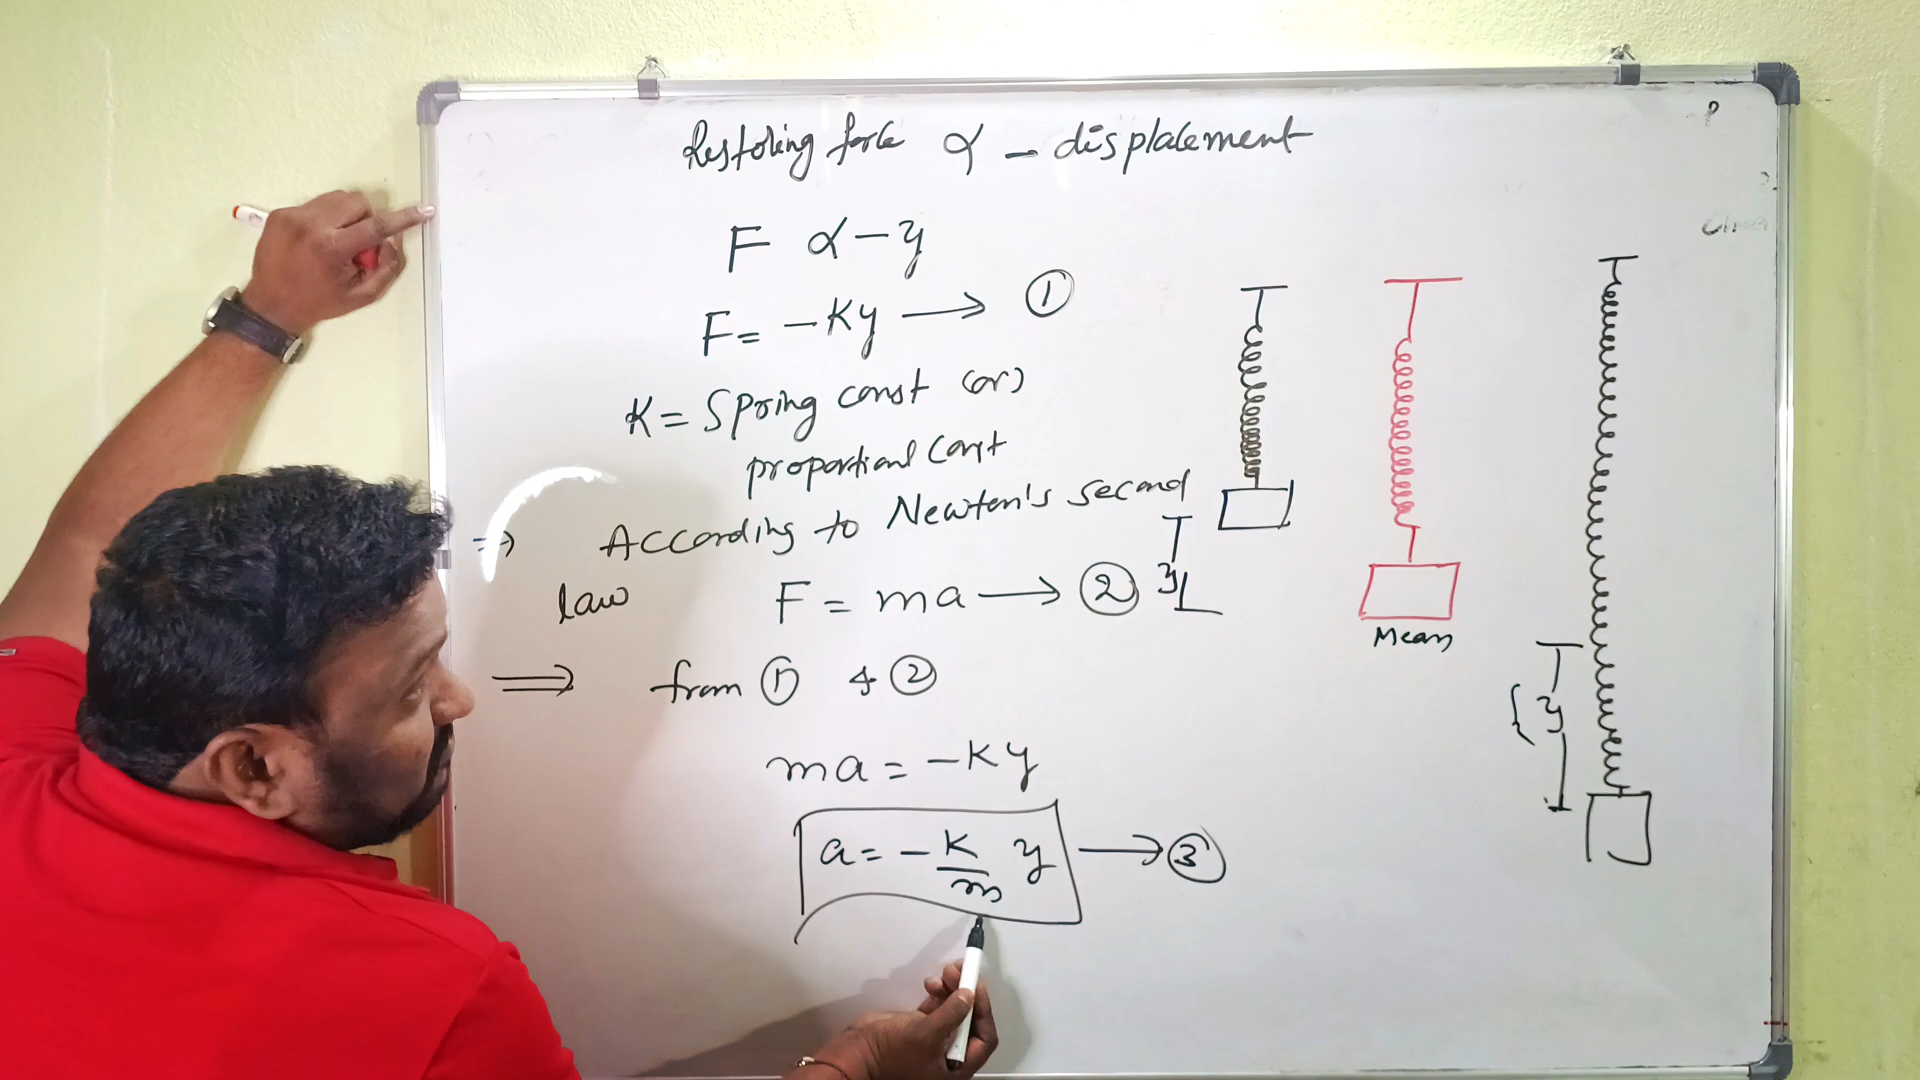 Restoring force α - displacement
F α - y
F = - Ky → ①
K = Spring const (or)
proportional const
⇒ According to Newton's second
law F = ma → ②
⇒ from ① & ②
ma = - Ky
a = - K/m y → ③
y
Mean
y